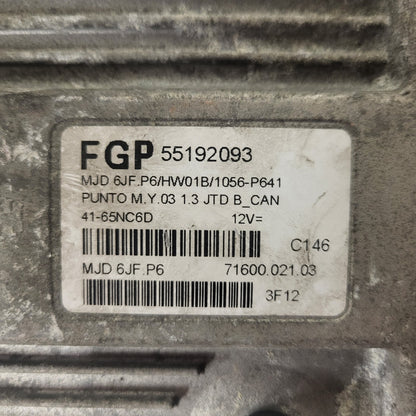 FGP 55192093
MJD 6JF.P6/HW01B/1056-P641
PUNTO M.Y.03 1.3 JTD B_CAN
41-65NC6D 12V=
C146
MJD 6JF.P6 71600.021.03
3F12